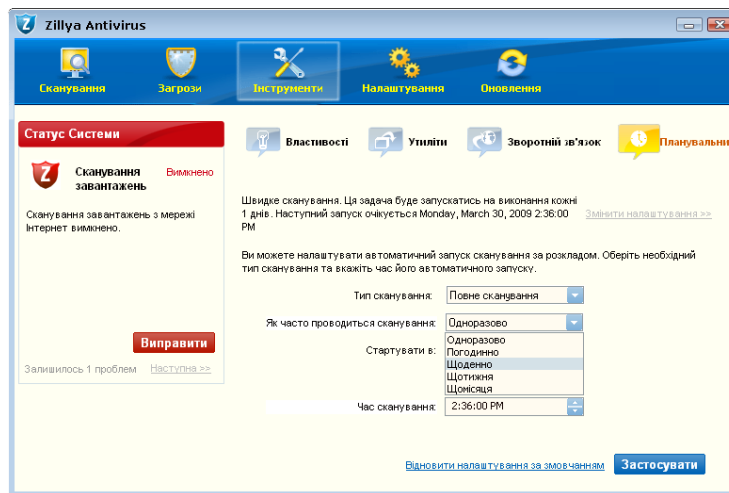 Zillya Antivirus
Сканування
Загрози
Інструменти
Налаштування
Оновлення
Статус Системи
Сканування завантажень
Вимкнено
Сканування завантажень з мережі
Інтернет вимкнено.
Виправити
Залишилось 1 проблем
Наступна >>
Властивості
Утиліти
Зворотній зв'язок
Планувальни
Швидке сканування. Ця задача буде запускатись на виконання кожні
1 днів. Наступний запуск очікується Monday, March 30, 2009 2:36:00
PM
Змінити налаштування >>
Ви можете налаштувати автоматичний запуск сканування за розкладом. Оберіть необхідний
тип сканування та вкажіть час його автоматичного запуску.
Тип сканування:
Повне сканування
Як часто проводиться сканування:
Одноразово
Стартувати в:
Одноразово
Погодинно
Щоденно
Щотижня
Щомісяця
Час сканування:
2:36:00 PM
Відновити налаштування за змовчанням
Застосувати